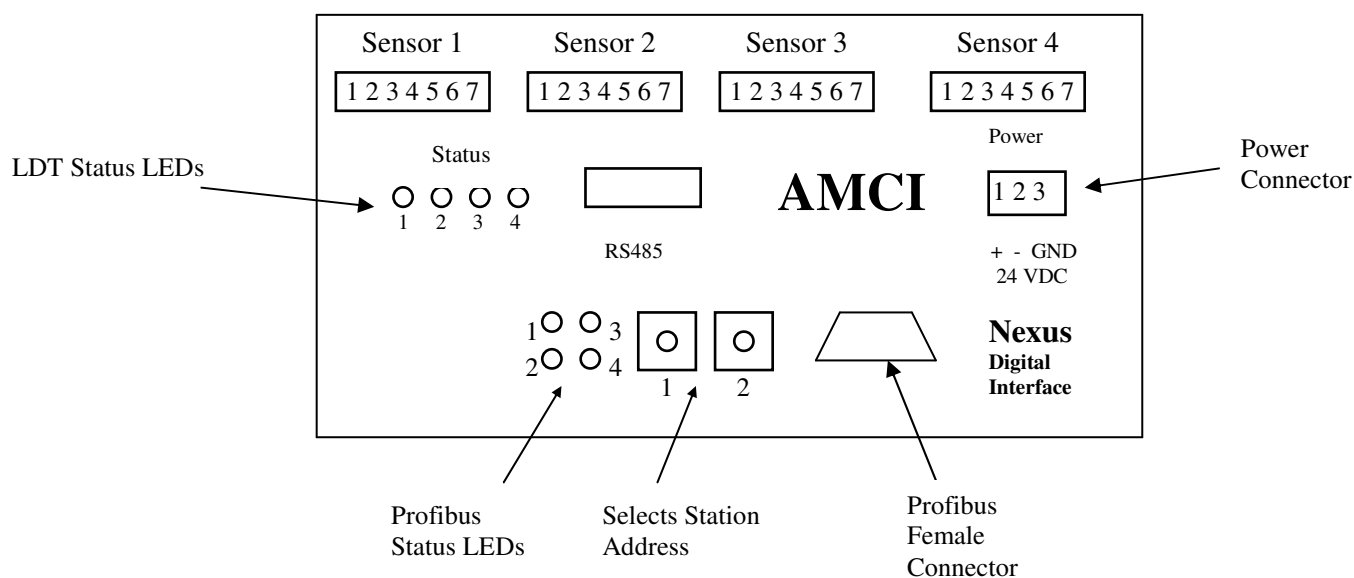 Sensor 1 Sensor 2 Sensor 3 Sensor 4
1 2 3 4 5 6 7 1 2 3 4 5 6 7 1 2 3 4 5 6 7 1 2 3 4 5 6 7
Power
Status
LDT Status LEDs
Power
Connector
1 2 3
AMCI
1 2 3 4
RS485
+ - GND
24 VDC
1 3
2 4
1 2
Nexus
Digital
Interface
Profibus
Status LEDs
Selects Station
Address
Profibus
Female
Connector